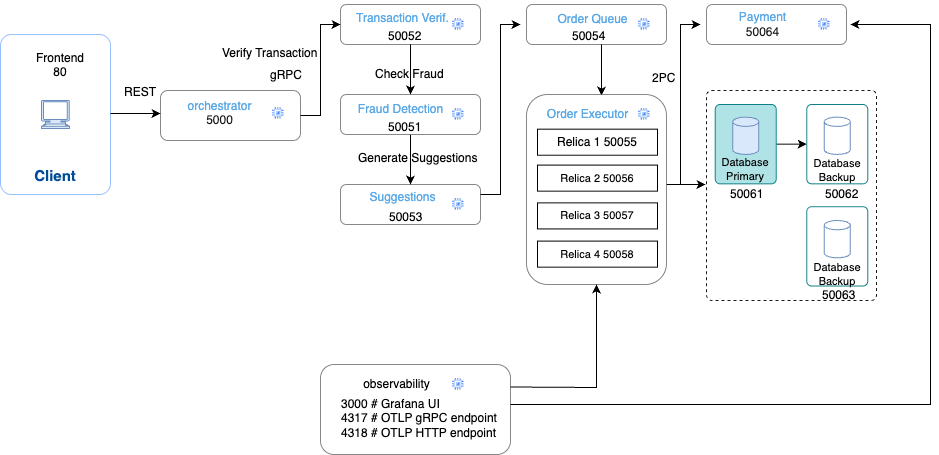 Frontend
80
Client
REST
orchestrator
5000
Verify Transaction
gRPC
Transaction Verif.
50052
Check Fraud
Fraud Detection
50051
Generate Suggestions
Suggestions
50053
Order Queue
50054
Order Executor
Relica 1 50055
Relica 2 50056
Relica 3 50057
Relica 4 50058
2PC
Payment
50064
Database
Primary
50061
Database
Backup
50062
Database
Backup
50063
observability
3000 # Grafana UI
4317 # OTLP gRPC endpoint
4318 # OTLP HTTP endpoint